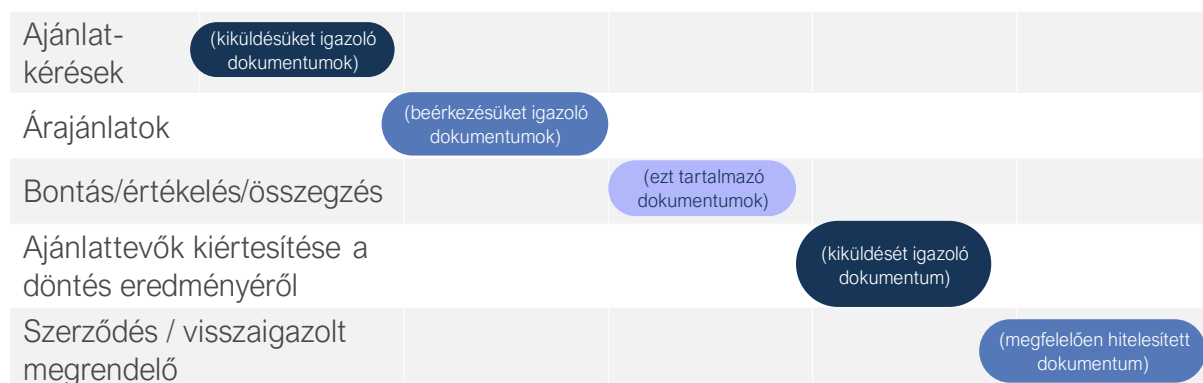 Ajánlat-
kérések
(kiküldésüket igazoló
dokumentumok)
Árajánlatok
(beérkezésüket igazoló
dokumentumok)
Bontás/értékelés/összegzés
(ezt tartalmazó
dokumentumok)
Ajánlattevők kiértesítése a
döntés eredményéről
(kiküldését igazoló
dokumentum)
Szerződés / visszaigazolt
megrendelő
(megfelelően hitelesített
dokumentum)